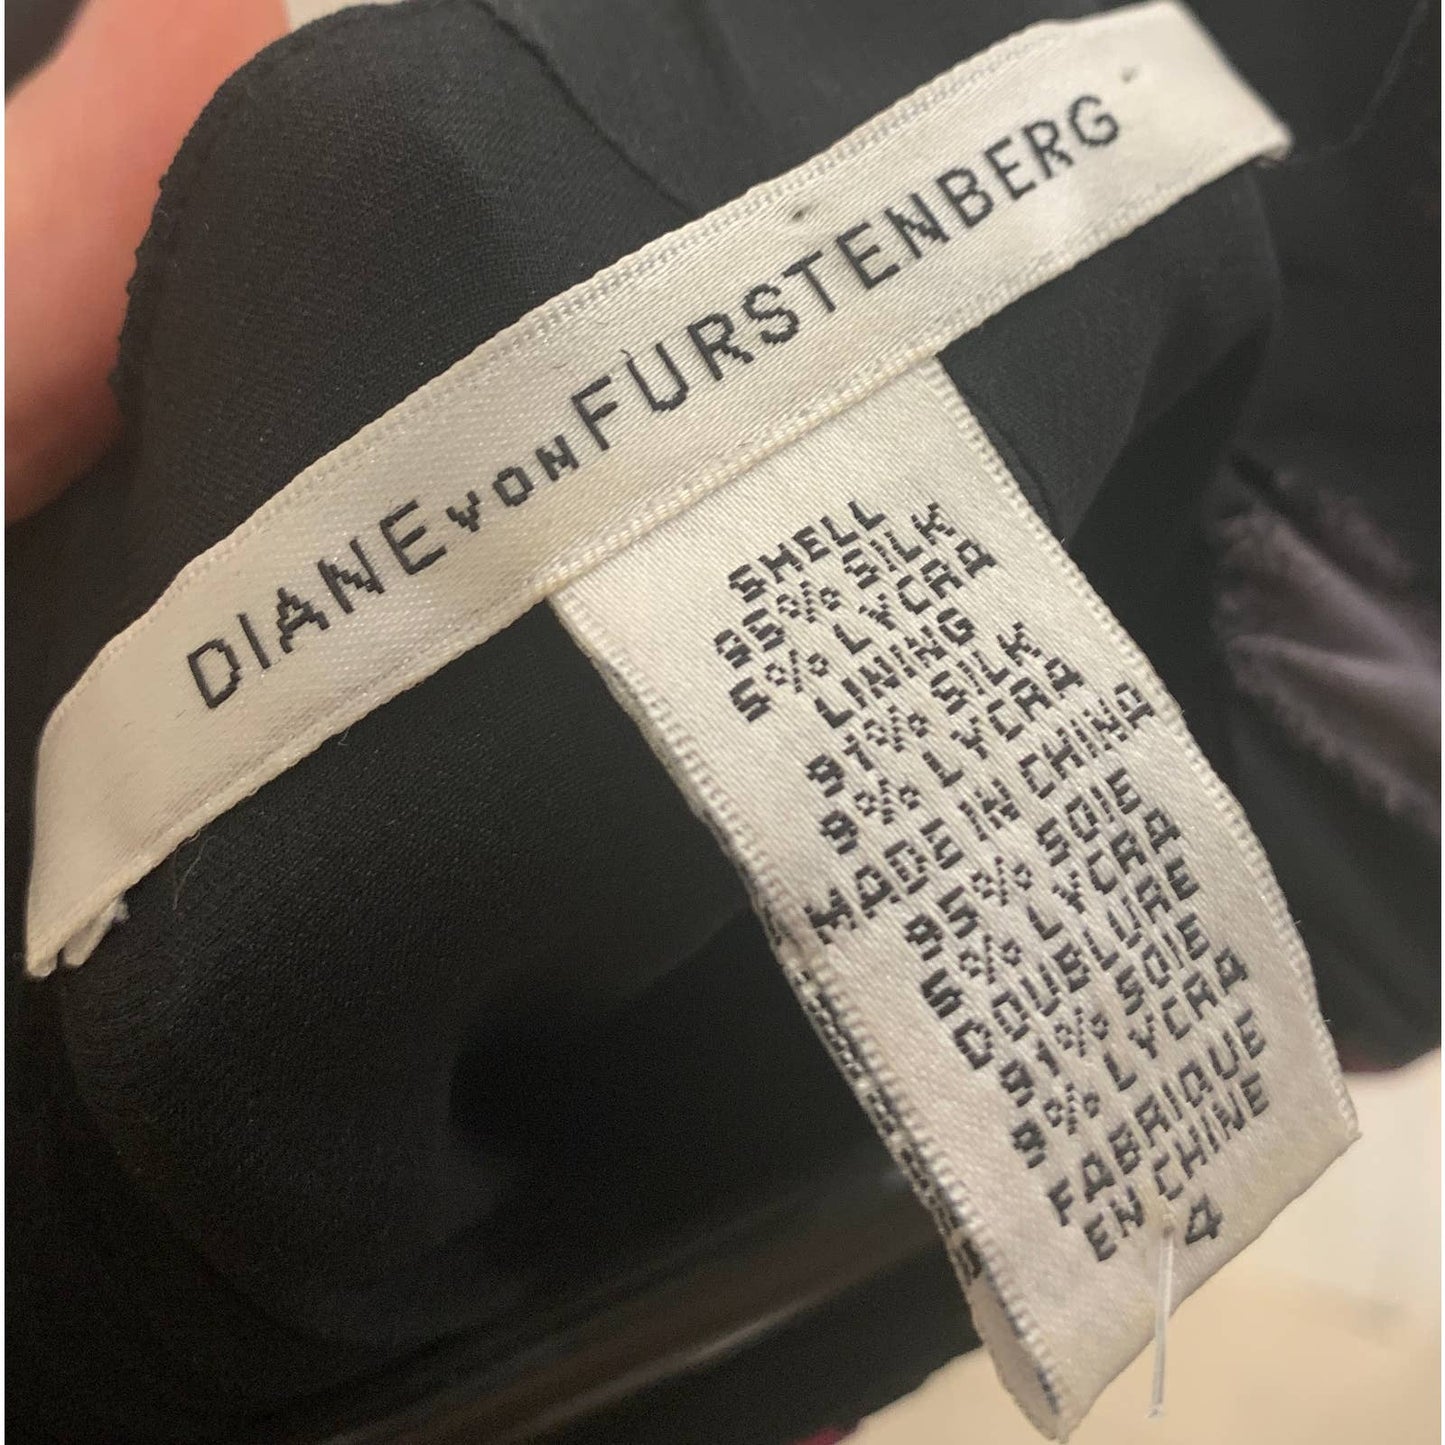 DIANE VON FURSTENBERG
SHELL
95% SILK
5% LYCRA
LINING
91% SILK
9% LYCRA
MADE IN CHINA
95% SOIE
5% LYCRA
DOUBLURE
91% SOIE
9% LYCRA
FABRIQUE
EN CHINE
4